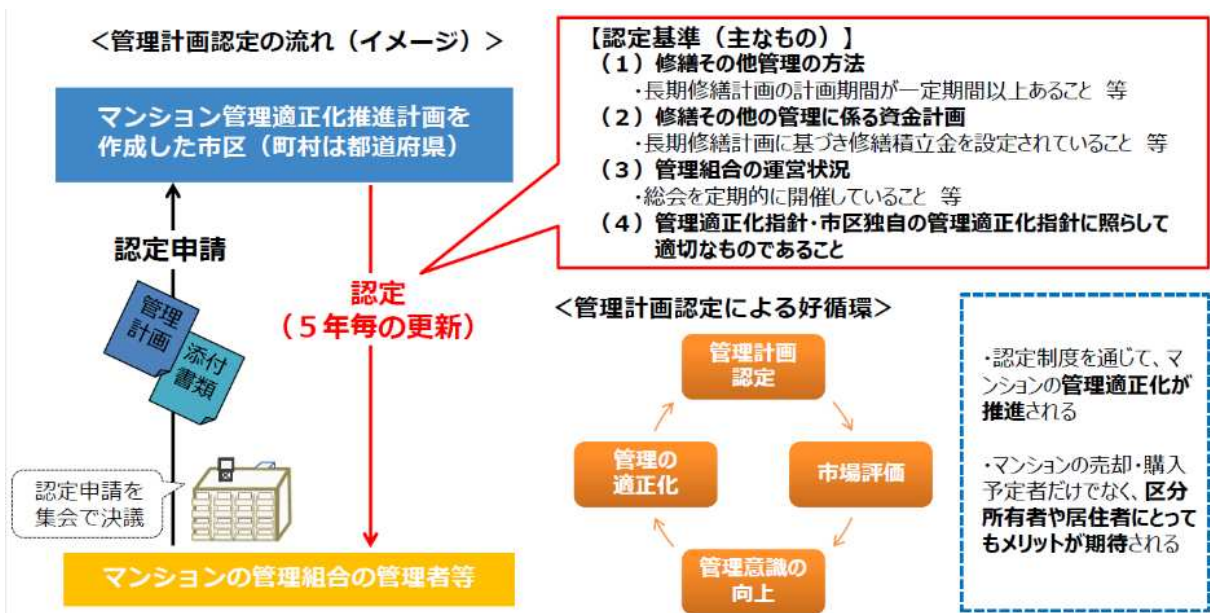 <管理計画認定の流れ（イメージ）>
マンション管理適正化推進計画を
作成した市区（町村は都道府県）
認定申請
管理
計画
添付
書類
認定
（５年毎の更新）
認定申請を
集会で決議
マンションの管理組合の管理者等
【認定基準（主なもの）】
（１）修繕その他管理の方法
・長期修繕計画の計画期間が一定期間以上あること 等
（２）修繕その他の管理に係る資金計画
・長期修繕計画に基づき修繕積立金を設定されていること 等
（３）管理組合の運営状況
・総会を定期的に開催していること 等
（４）管理適正化指針・市区独自の管理適正化指針に照らして
適切なものであること
<管理計画認定による好循環>
管理計画
認定
市場評価
管理意識の
向上
管理の
適正化
・認定制度を通じて、マ
ンションの管理適正化が
推進される
・マンションの売却・購入
予定者だけでなく、区分
所有者や居住者にとって
もメリットが期待される